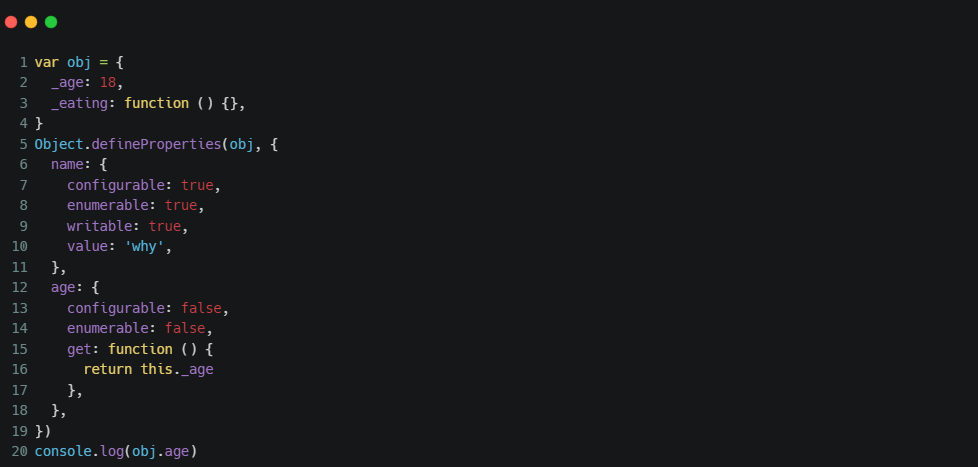 1 var obj = {
2   _age: 18,
3   _eating: function () {},
4 }
5 Object.defineProperties(obj, {
6   name: {
7     configurable: true,
8     enumerable: true,
9     writable: true,
10     value: 'why',
11   },
12   age: {
13     configurable: false,
14     enumerable: false,
15     get: function () {
16       return this._age
17     },
18   },
19 })
20 console.log(obj.age)